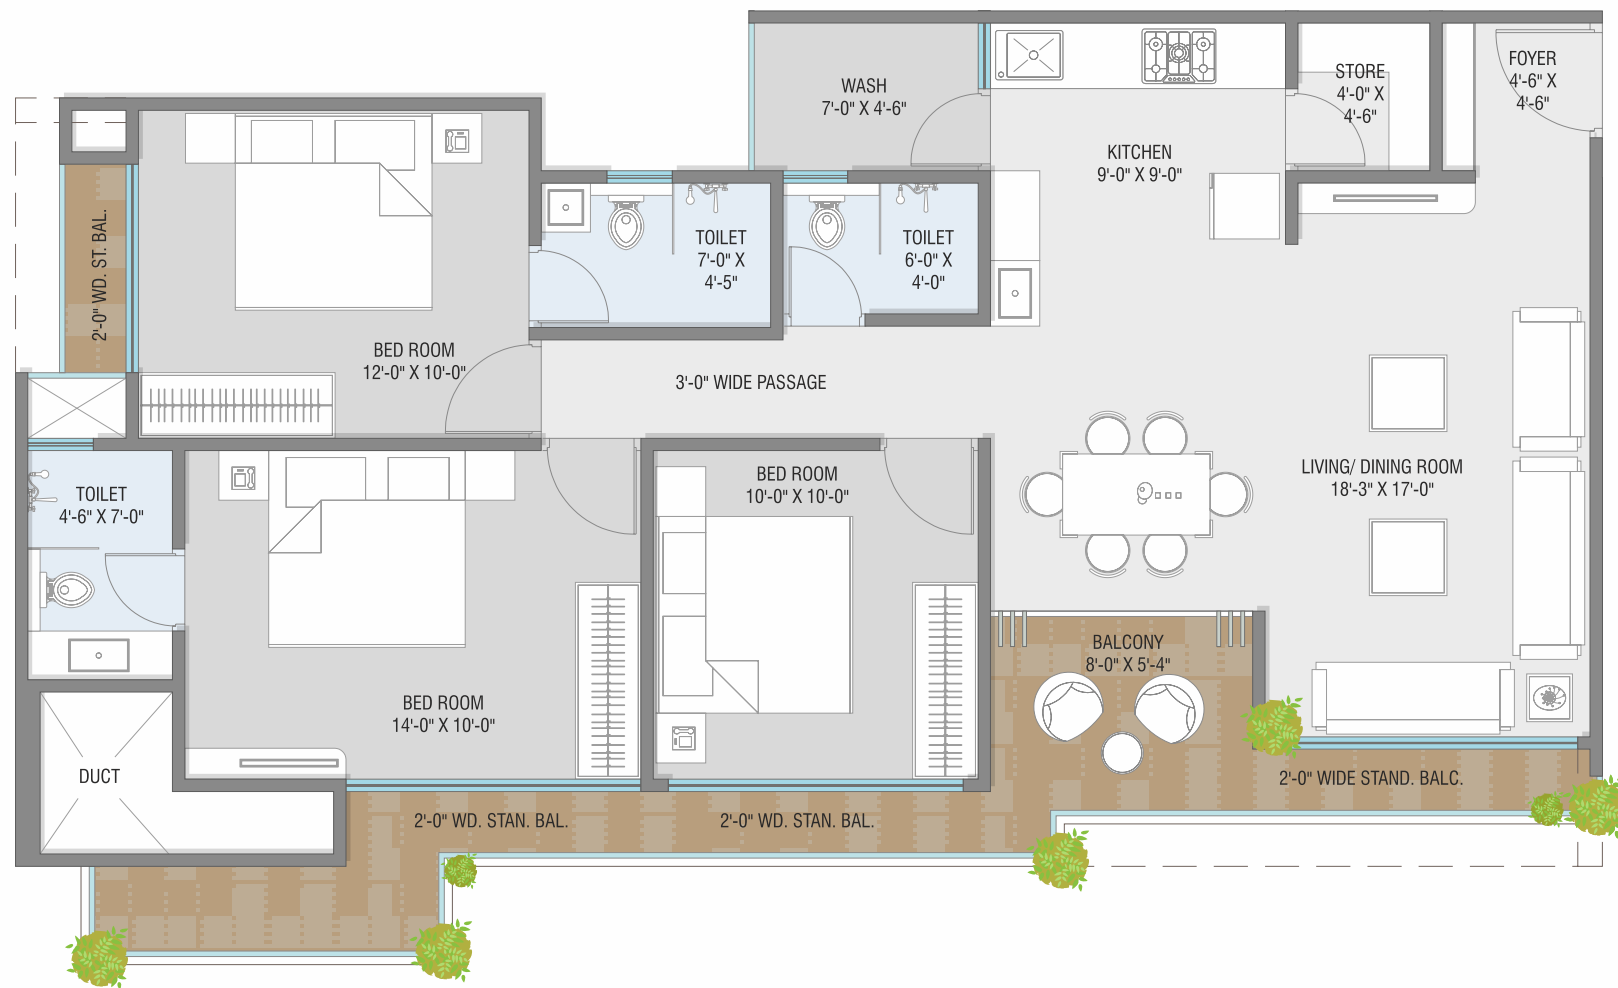 WASH
7'-0" X 4'-6"
STORE
4'-0" X
4'-6"
FOYER
4'-6" X
4'-6"
KITCHEN
9'-0" X 9'-0"
2'-0" WD. ST. BAL.
TOILET
7'-0" X
4'-5"
TOILET
6'-0" X
4'-0"
BED ROOM
12'-0" X 10'-0"
3'-0" WIDE PASSAGE
TOILET
4'-6" X 7'-0"
BED ROOM
10'-0" X 10'-0"
LIVING/ DINING ROOM
18'-3" X 17'-0"
BALCONY
8'-0" X 5'-4"
BED ROOM
14'-0" X 10'-0"
DUCT
2'-0" WIDE STAND. BALC.
2'-0" WD. STAN. BAL.
2'-0" WD. STAN. BAL.